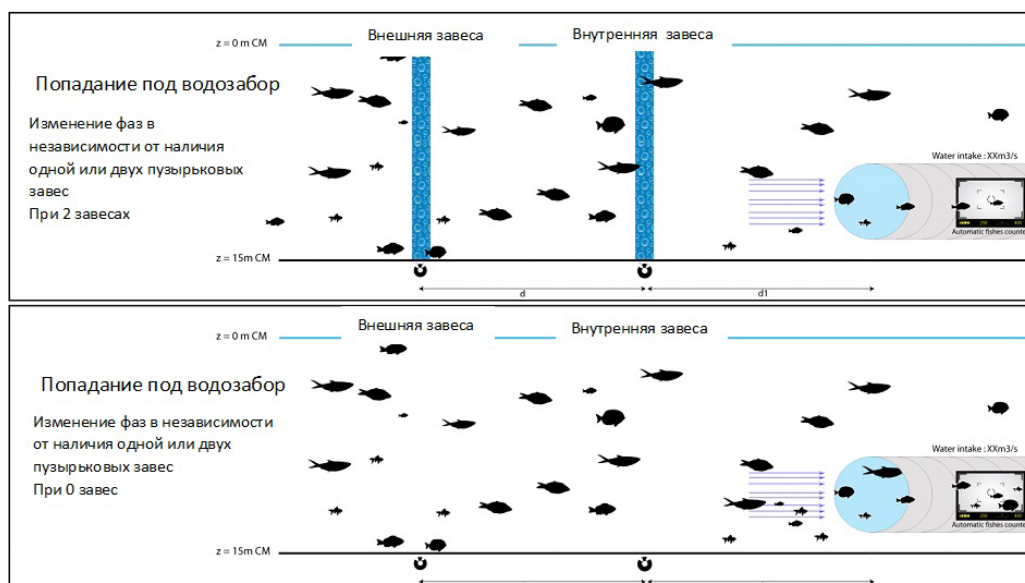 Внешняя завеса
Внутренняя завеса
z = 0 m CM
Попадание под водозабор
Изменение фаз в
независимости от наличия
одной или двух пузырьковых
завес
При 2 завесах
Water intake : XXm3/s
Automatic fishes counte
z = 15m CM
d
d1
Внешняя завеса
Внутренняя завеса
z = 0 m CM
Попадание под водозабор
Изменение фаз в независимости
от наличия одной или двух
пузырьковых завес
При 0 завес
Water intake : XXm3/s
Automatic fishes counte
z = 15m CM